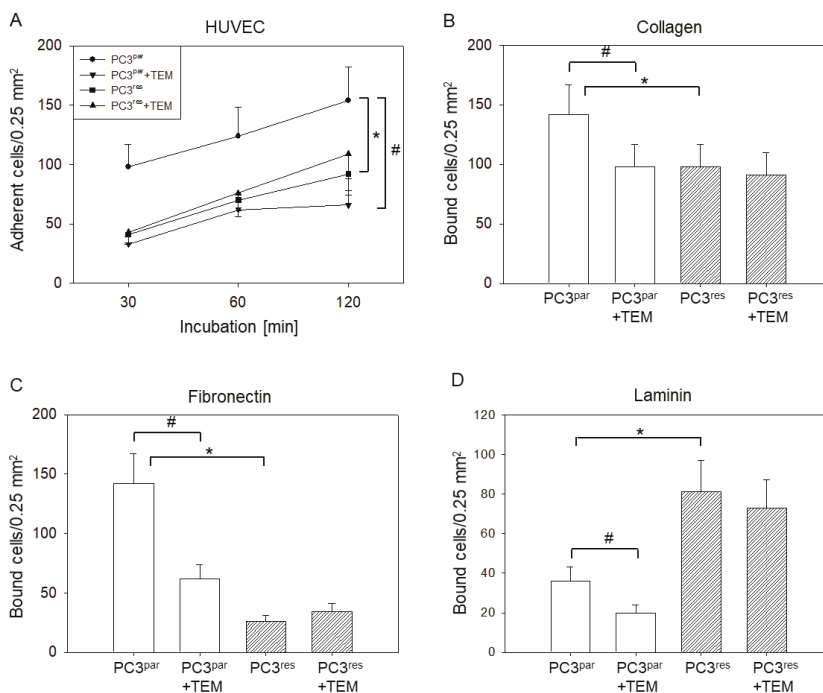 A
HUVEC
200
150
100
50
0
Adherent cells/0.25 mm²
PC3ᵖᵃʳ
PC3ᵖᵃʳ+TEM
PC3ʳᵉˢ
PC3ʳᵉˢ+TEM
*
#
30
60
120
Incubation [min]
B
Collagen
200
150
100
50
0
Bound cells/0.25 mm²
#
*
PC3ᵖᵃʳ
PC3ᵖᵃʳ
+TEM
PC3ʳᵉˢ
PC3ʳᵉˢ
+TEM
C
Fibronectin
200
150
100
50
0
Bound cells/0.25 mm²
#
*
PC3ᵖᵃʳ
PC3ᵖᵃʳ
+TEM
PC3ʳᵉˢ
PC3ʳᵉˢ
+TEM
D
Laminin
120
100
80
60
40
20
0
Bound cells/0.25 mm²
*
#
PC3ᵖᵃʳ
PC3ᵖᵃʳ
+TEM
PC3ʳᵉˢ
PC3ʳᵉˢ
+TEM